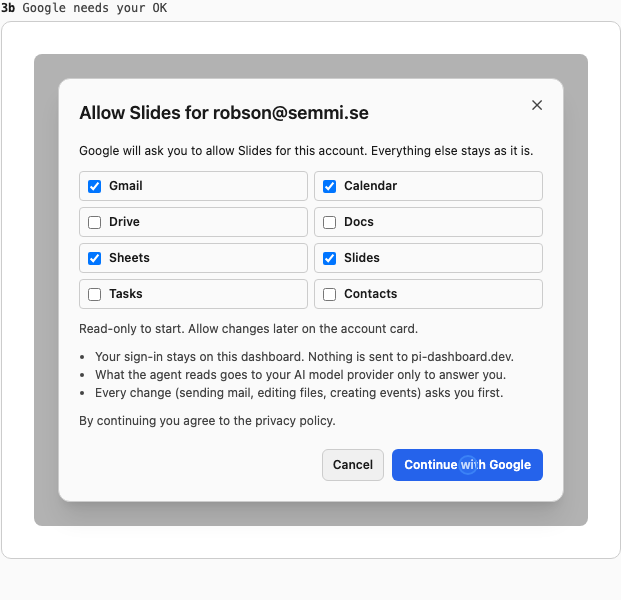 3b Google needs your OK
Allow Slides for robson@semmi.se
Google will ask you to allow Slides for this account. Everything else stays as it is.
Gmail
Calendar
Drive
Docs
Sheets
Slides
Tasks
Contacts
Read-only to start. Allow changes later on the account card.
• Your sign-in stays on this dashboard. Nothing is sent to pi-dashboard.dev.
• What the agent reads goes to your AI model provider only to answer you.
• Every change (sending mail, editing files, creating events) asks you first.
By continuing you agree to the privacy policy.
Cancel
Continue with Google